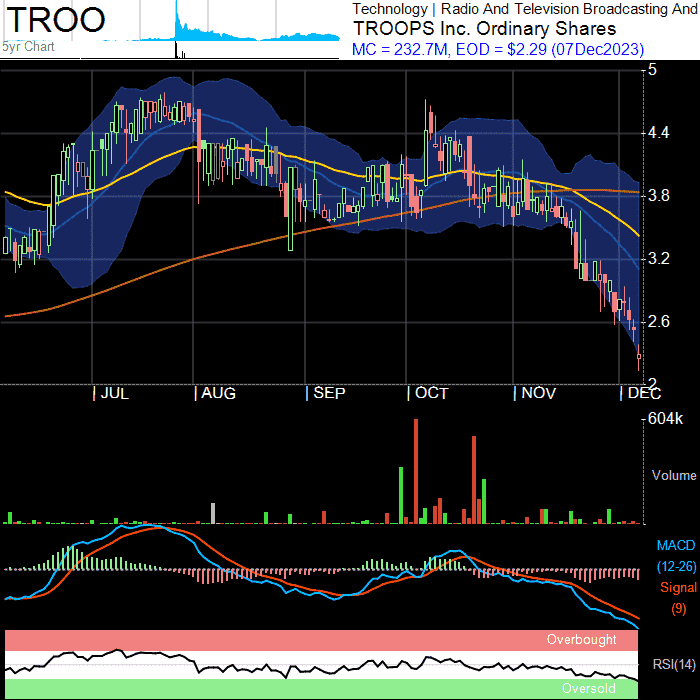 TROO
5yr Chart
Technology | Radio And Television Broadcasting And
TROOPS Inc. Ordinary Shares
MC = 232.7M, EOD = $2.29 (07Dec2023)
5
4.4
3.8
3.2
2.6
2
| JUL | AUG | SEP | OCT | NOV | DEC
604k
Volume
MACD
(12-26)
Signal
(9)
Overbought
RSI(14)
Oversold